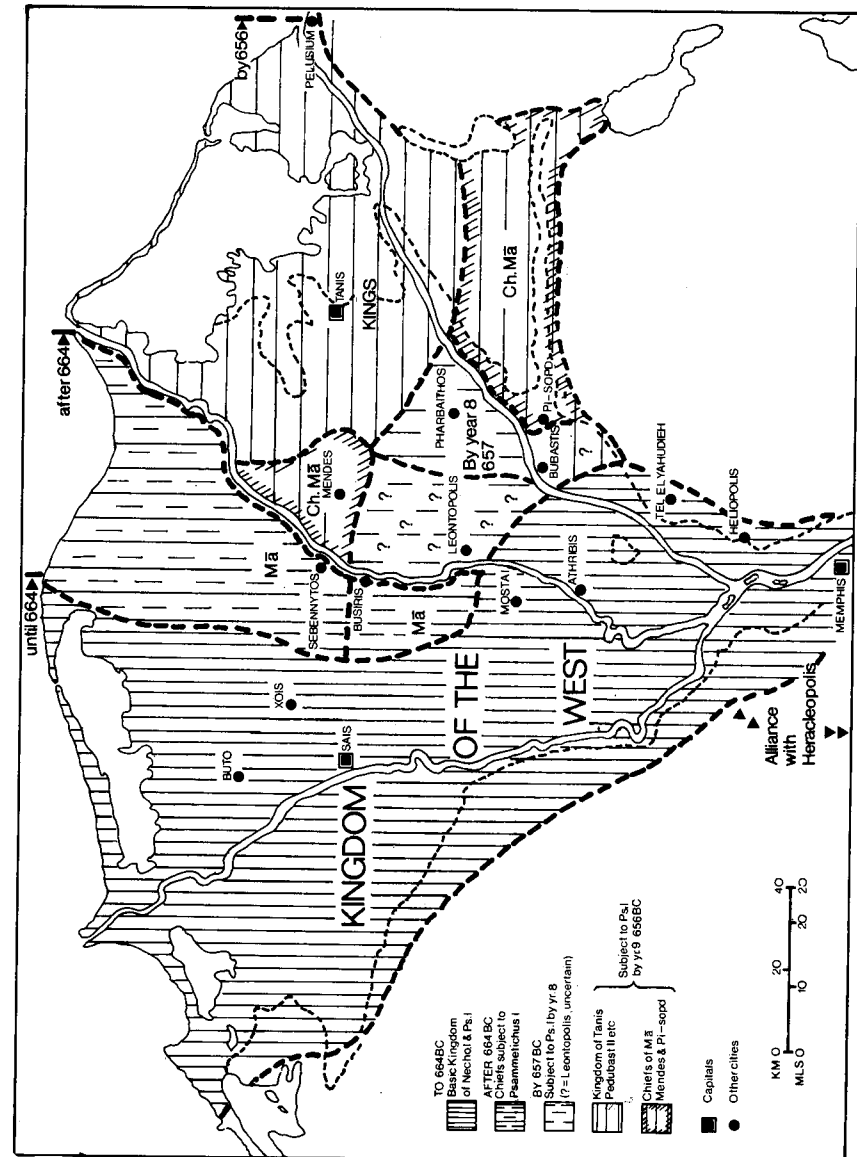 by 656
PELUSIUM
after 664
until 664
TANIS
KINGS
Ch. Mā
PHARBAITHOS
By year 8
657
Ch. Mā
MENDES
Mā
SEBENNYTOS
BUSIRIS
Mā
?
?
?
?
?
?
?
?
LEONTOPOLIS
PI-SOPD
BUBASTIS
?
MOSTAI
ATHRIBIS
TEL EL YAHUDIEH
HELIOPOLIS
MEMPHIS
XOIS
BUTO
SAIS
KINGDOM
OF THE
WEST
Alliance
with
Heracleopolis
TO 664BC
Basic Kingdom
of Necho I & Ps. I
AFTER 664BC
Chiefs subject to
Psammetichus I
BY 657BC
Subject to Ps. I by yr. 8
(? = Leontopolis, uncertain)
Kingdom of Tanis
Pedubast II etc
Chiefs of Mā
Mendes & Pi-sopd
Subject to Ps. I
by yr. 9 656BC
Capitals
Other cities
KM 0 20 40
MLS 0 10 20 20